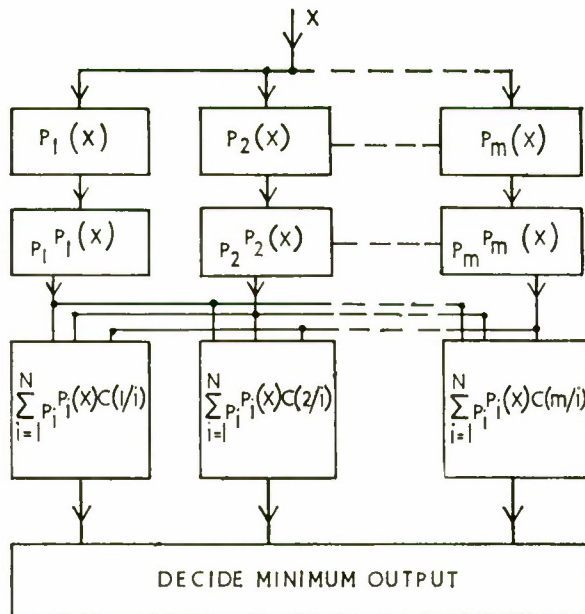 X
P₁(X) P₂(X) Pₘ(X)
P₁P₁(X) P₂P₂(X) PₘPₘ(X)
N N N
∑ PᵢPᵢ(X)C(1/i) ∑ PᵢPᵢ(X)C(2/i) ∑ PᵢPᵢ(X)C(m/i)
i=1 i=1 i=1
DECIDE MINIMUM OUTPUT